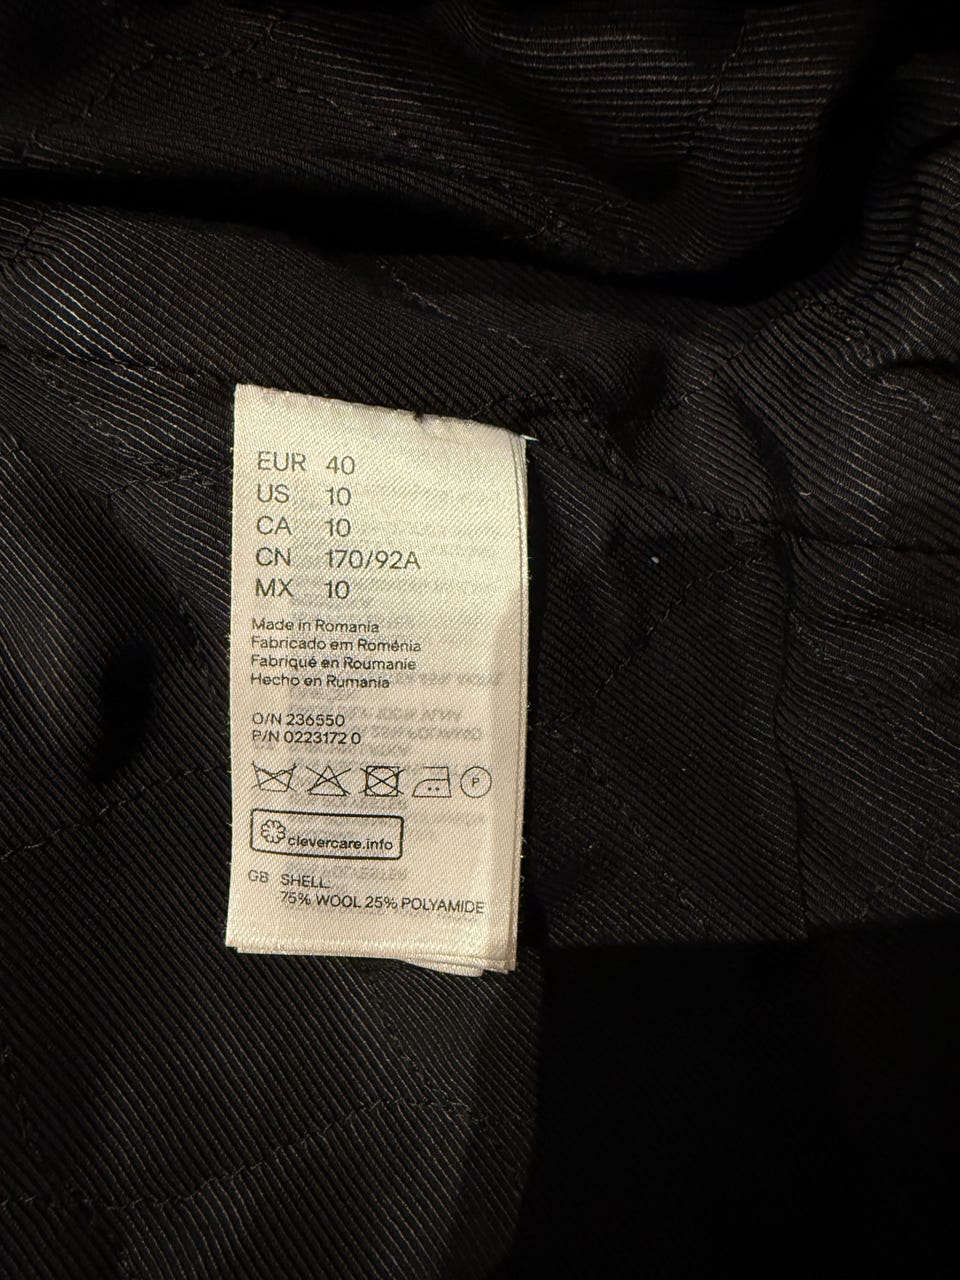 EUR 40
US 10
CA 10
CN 170/92A
MX 10
Made in Romania
Fabricado em Roménia
Fabriqué en Roumanie
Hecho en Rumanía
O/N 236550
P/N 0223172 0
P
clevercare.info
GB SHELL:
75% WOOL 25% POLYAMIDE